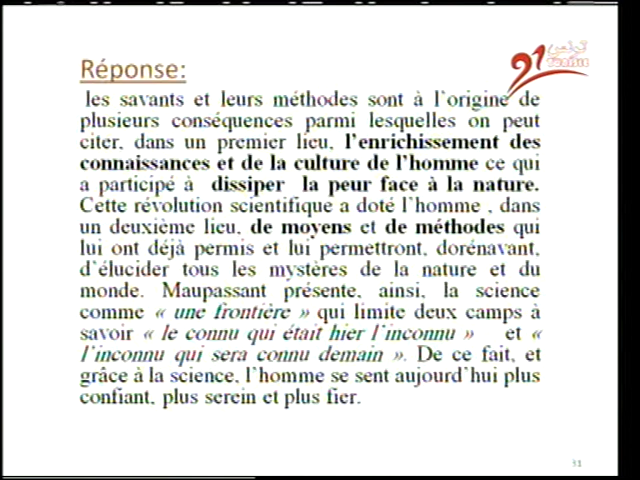 21
تونس
TUNISIE
Réponse:
les savants et leurs méthodes sont à l'origine de
plusieurs conséquences parmi lesquelles on peut
citer, dans un premier lieu, l'enrichissement des
connaissances et de la culture de l'homme ce qui
a participé à dissiper la peur face à la nature.
Cette révolution scientifique a doté l'homme , dans
un deuxième lieu, de moyens et de méthodes qui
lui ont déjà permis et lui permettront, dorénavant,
d'élucider tous les mystères de la nature et du
monde. Maupassant présente, ainsi, la science
comme « une frontière » qui limite deux camps à
savoir « le connu qui était hier l'inconnu » et «
l'inconnu qui sera connu demain ». De ce fait, et
grâce à la science, l'homme se sent aujourd'hui plus
confiant, plus serein et plus fier.
31